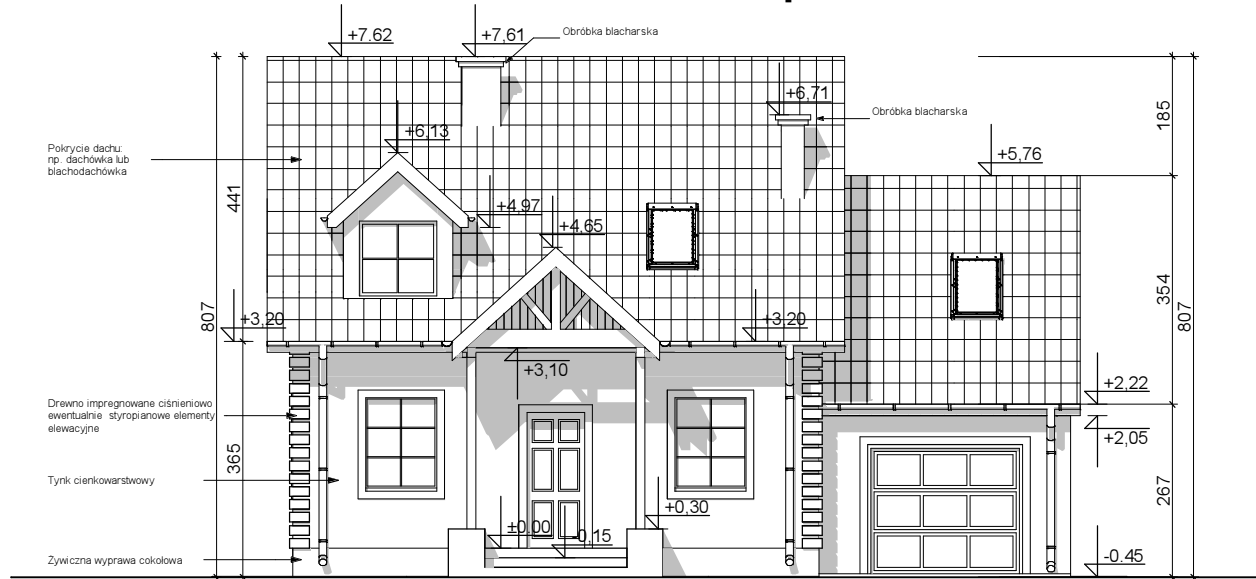 +7.62
+7,61
Obróbka blacharska
+6,71
Obróbka blacharska
+6,13
+5,76
Pokrycie dachu:
np. dachówka lub
blachodachówka
441
185
+4,97
+4,65
354
807
807
+3,20
+3,20
+3,10
+2,22
+2,05
Drewno impregnowane ciśnieniowo
ewentualnie styropianowe elementy
elewacyjne
365
Tynk cienkowarstwowy
267
+0,30
±0.00
-0,15
-0.45
Żywiczna wyprawa cokołowa